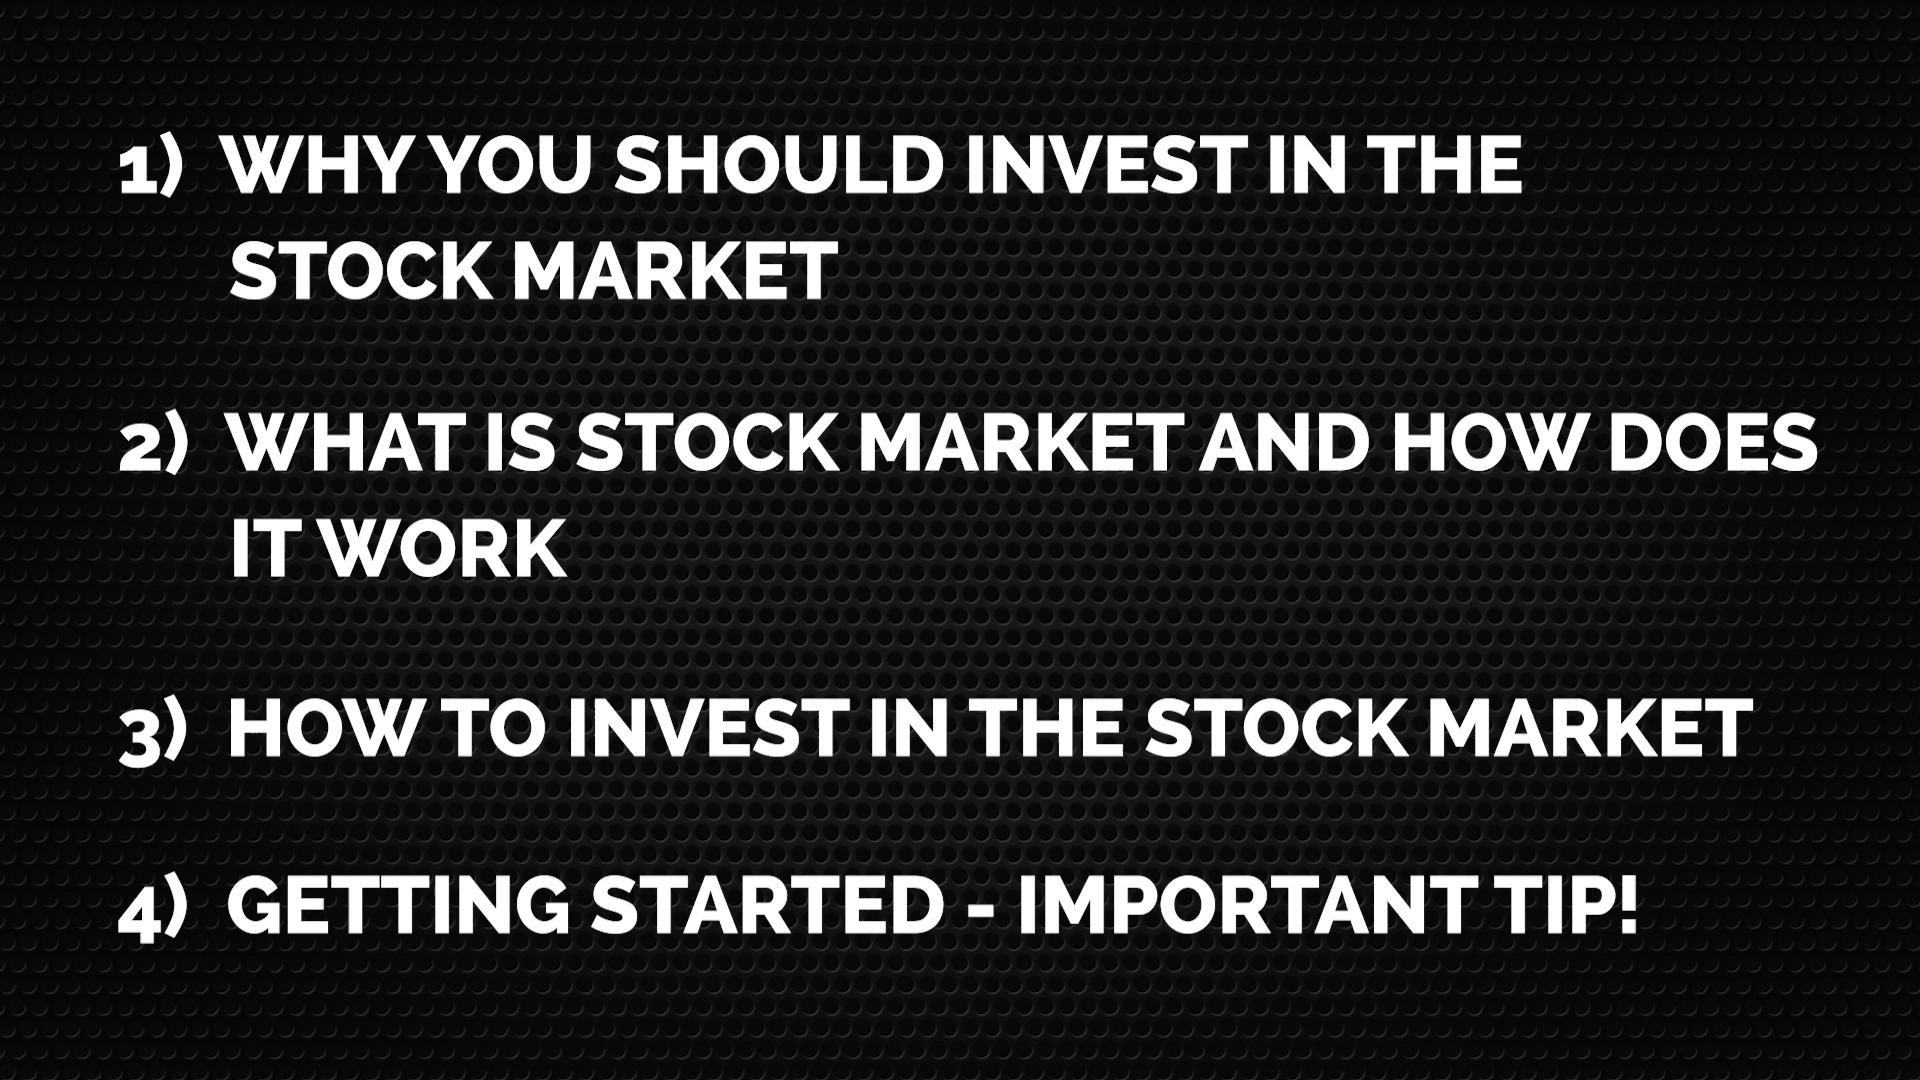 1) WHY YOU SHOULD INVEST IN THE
STOCK MARKET
2) WHAT IS STOCK MARKET AND HOW DOES
IT WORK
3) HOW TO INVEST IN THE STOCK MARKET
4) GETTING STARTED - IMPORTANT TIP!